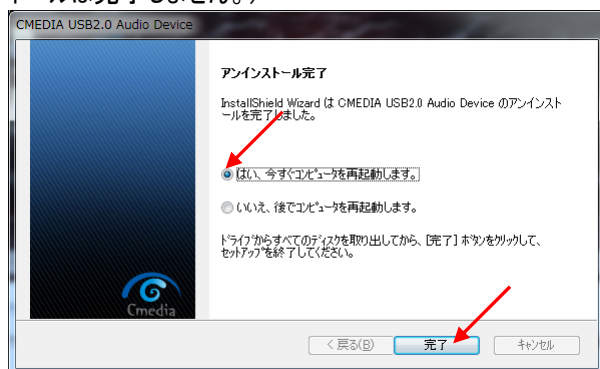 CMEDIA USB2.0 Audio Device
アンインストール完了
InstallShield Wizard は CMEDIA USB2.0 Audio Device のアンインスト
ールを完了しました。
はい、今すぐコンピュータを再起動します。
いいえ、後でコンピュータを再起動します。
ドライブからすべてのディスクを取り出してから、[完了] ボタンをクリックして、
セットアップを終了してください。
Cmedia
< 戻る(B)
完了
キャンセル